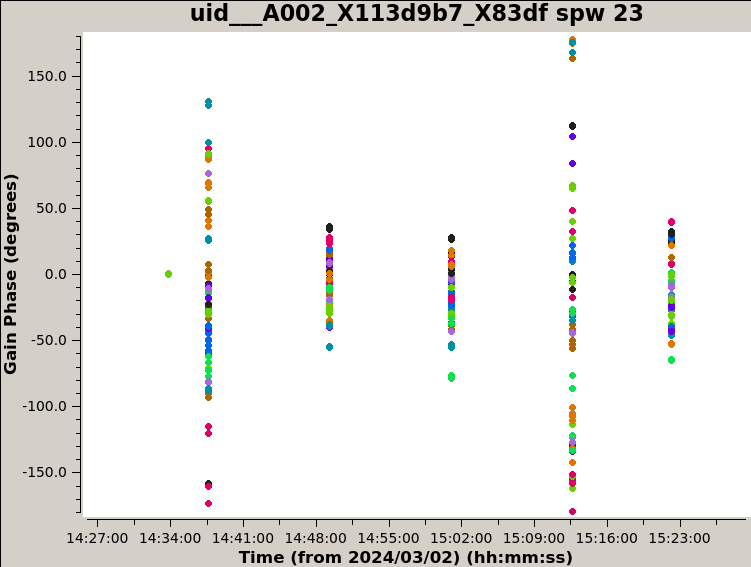 uid___A002_X113d9b7_X83df spw 23
Gain Phase (degrees)
150.0
100.0
50.0
0.0
-50.0
-100.0
-150.0
14:27:00 14:34:00 14:41:00 14:48:00 14:55:00 15:02:00 15:09:00 15:16:00 15:23:00
Time (from 2024/03/02) (hh:mm:ss)